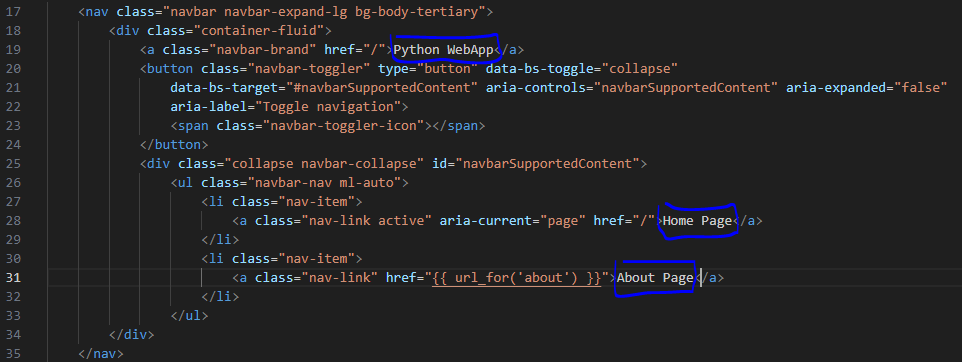 17 <nav class="navbar navbar-expand-lg bg-body-tertiary">
18 <div class="container-fluid">
19 <a class="navbar-brand" href="/">Python WebApp</a>
20 <button class="navbar-toggler" type="button" data-bs-toggle="collapse"
21 data-bs-target="#navbarSupportedContent" aria-controls="navbarSupportedContent" aria-expanded="false"
22 aria-label="Toggle navigation">
23 <span class="navbar-toggler-icon"></span>
24 </button>
25 <div class="collapse navbar-collapse" id="navbarSupportedContent">
26 <ul class="navbar-nav ml-auto">
27 <li class="nav-item">
28 <a class="nav-link active" aria-current="page" href="/">Home Page</a>
29 </li>
30 <li class="nav-item">
31 <a class="nav-link" href="{{ url_for('about') }}">About Page</a>
32 </li>
33 </ul>
34 </div>
35 </nav>